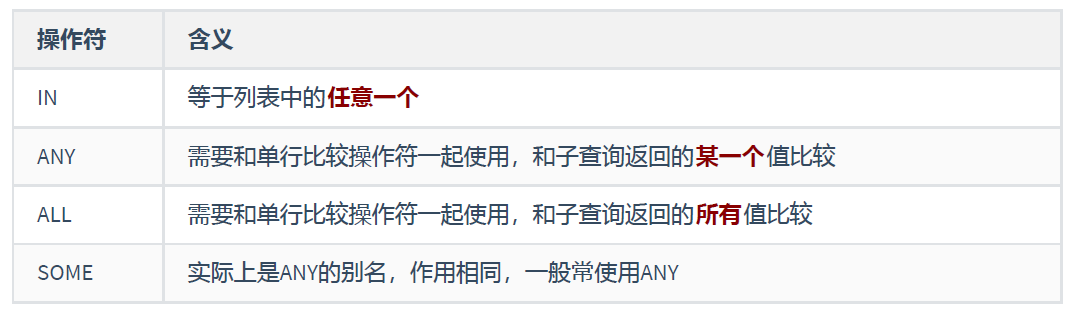 操作符 含义
IN 等于列表中的任意一个
ANY 需要和单行比较操作符一起使用，和子查询返回的某一个值比较
ALL 需要和单行比较操作符一起使用，和子查询返回的所有值比较
SOME 实际上是ANY的别名，作用相同，一般常使用ANY